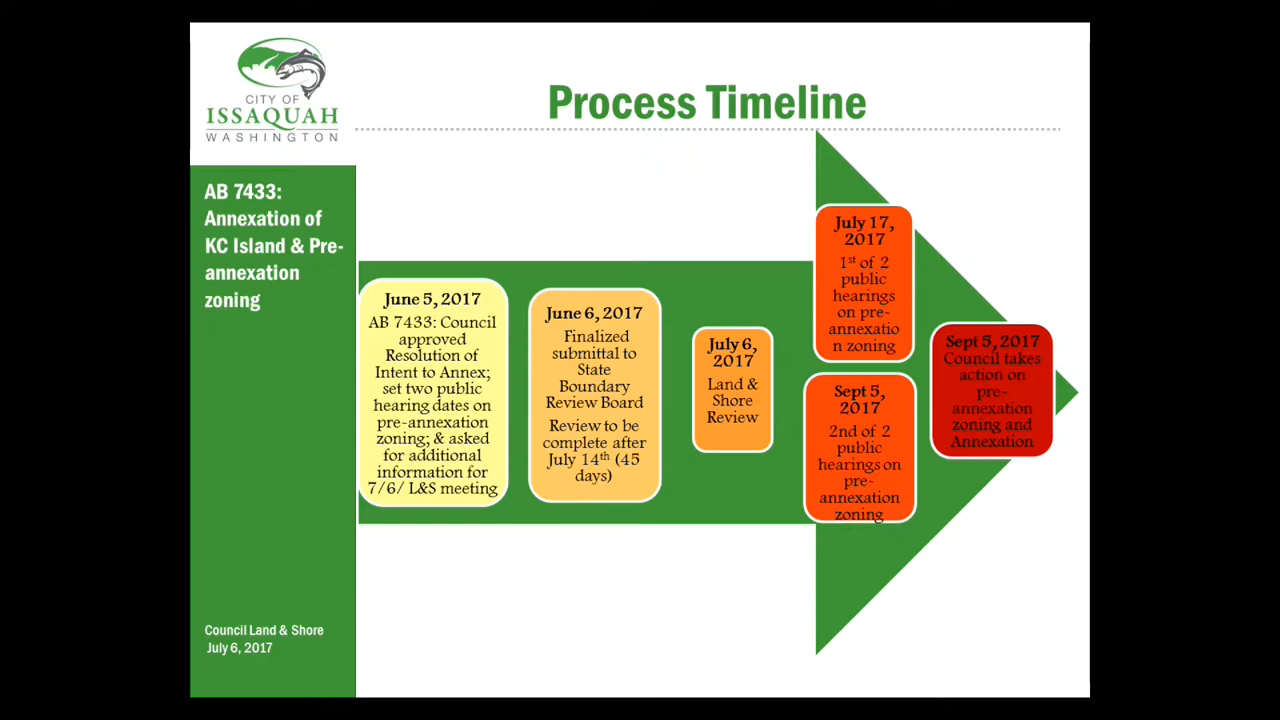 CITY OF
ISSAQUAH
WASHINGTON
Process Timeline
AB 7433:
Annexation of
KC Island & Pre-
annexation
zoning
June 5, 2017
AB 7433: Council
approved
Resolution of
Intent to Annex;
set two public
hearing dates on
pre-annexation
zoning; & asked
for additional
information for
7/6/ L&S meeting
June 6, 2017
Finalized
submittal to
State
Boundary
Review Board
Review to be
complete after
July 14th (45
days)
July 6,
2017
Land &
Shore
Review
July 17,
2017
1st of 2
public
hearings
on pre-
annexatio
n zoning
Sept 5,
2017
2nd of 2
public
hearings on
pre-
annexation
zoning
Sept 5, 2017
Council takes
action on
pre-
annexation
zoning and
Annexation
Council Land & Shore
July 6, 2017